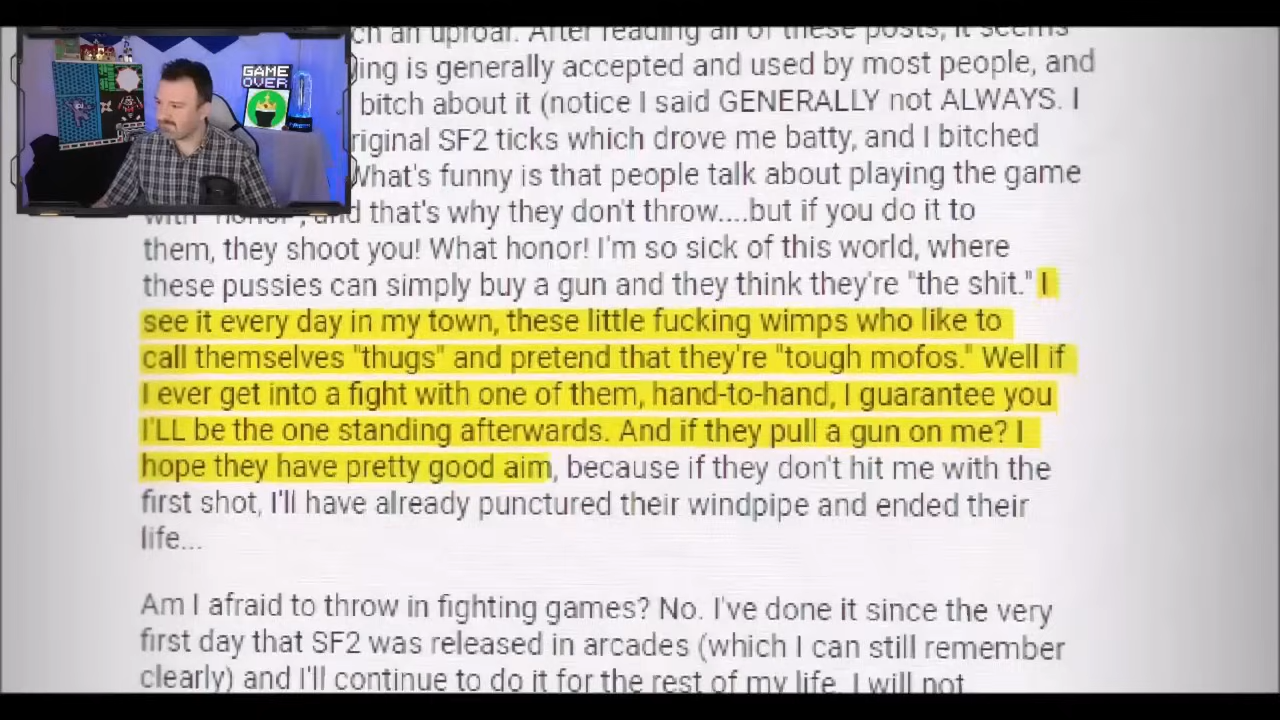 GAME
OVER
ch an uproar. After reading all of these posts, it seems
ing is generally accepted and used by most people, and
bitch about it (notice I said GENERALLY not ALWAYS. I
riginal SF2 ticks which drove me batty, and I bitched
What's funny is that people talk about playing the game
with "honor", and that's why they don't throw....but if you do it to
them, they shoot you! What honor! I'm so sick of this world, where
these pussies can simply buy a gun and they think they're "the shit." I
see it every day in my town, these little fucking wimps who like to
call themselves "thugs" and pretend that they're "tough mofos." Well if
I ever get into a fight with one of them, hand-to-hand, I guarantee you
I'LL be the one standing afterwards. And if they pull a gun on me? I
hope they have pretty good aim, because if they don't hit me with the
first shot, I'll have already punctured their windpipe and ended their
life...
Am I afraid to throw in fighting games? No. I've done it since the very
first day that SF2 was released in arcades (which I can still remember
clearly) and I'll continue to do it for the rest of my life. I will not